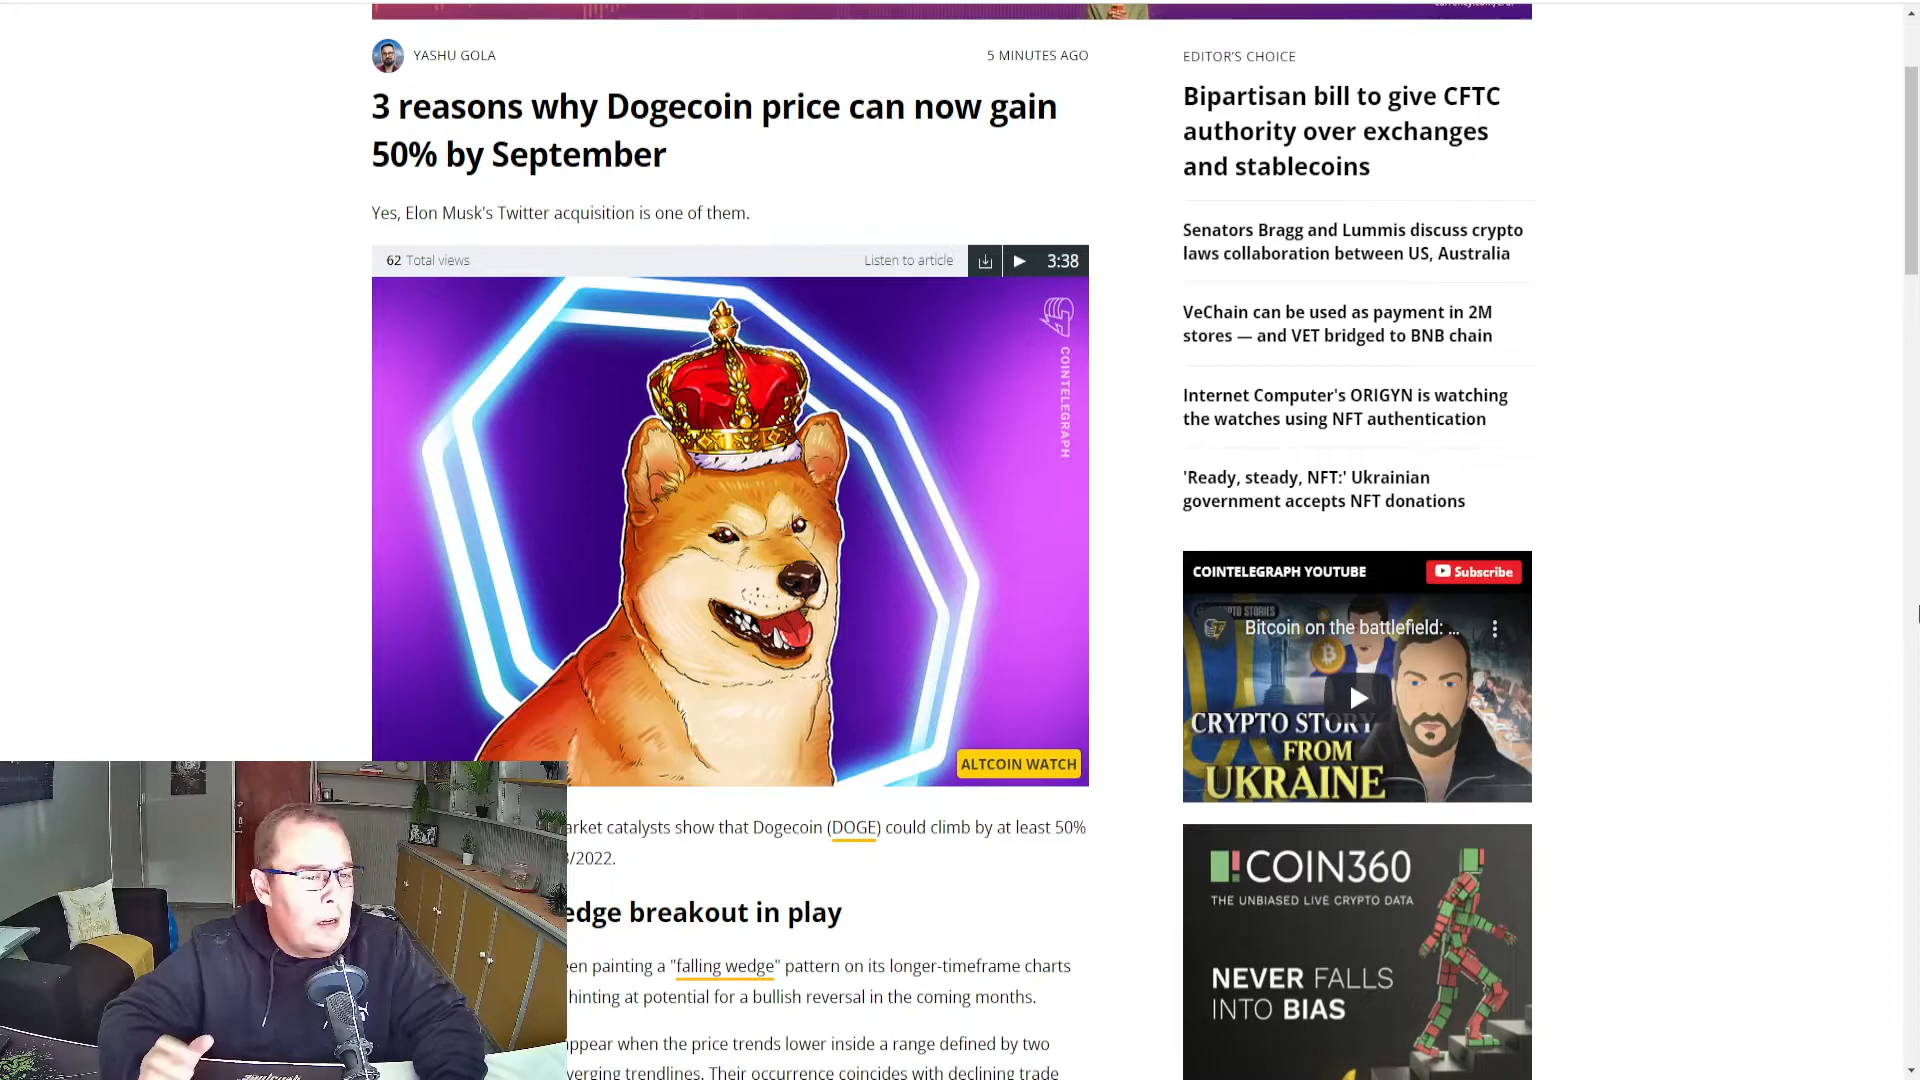 YASHU GOLA
5 MINUTES AGO
3 reasons why Dogecoin price can now gain
50% by September
Yes, Elon Musk's Twitter acquisition is one of them.
62 Total views
Listen to article
3:38
COINTELEGRAPH
ALTCOIN WATCH
arket catalysts show that Dogecoin (DOGE) could climb by at least 50%
/2022.
edge breakout in play
een painting a "falling wedge" pattern on its longer-timeframe charts
hinting at potential for a bullish reversal in the coming months.
ppear when the price trends lower inside a range defined by two
verging trendlines. Their occurrence coincides with declining trade
EDITOR'S CHOICE
Bipartisan bill to give CFTC
authority over exchanges
and stablecoins
Senators Bragg and Lummis discuss crypto
laws collaboration between US, Australia
VeChain can be used as payment in 2M
stores — and VET bridged to BNB chain
Internet Computer's ORIGYN is watching
the watches using NFT authentication
'Ready, steady, NFT:' Ukrainian
government accepts NFT donations
COINTELEGRAPH YOUTUBE
Subscribe
STORIES
Bitcoin on the battlefield: ...
CRYPTO STORY
FROM
UKRAINE
COIN360
THE UNBIASED LIVE CRYPTO DATA
NEVER FALLS
INTO BIAS